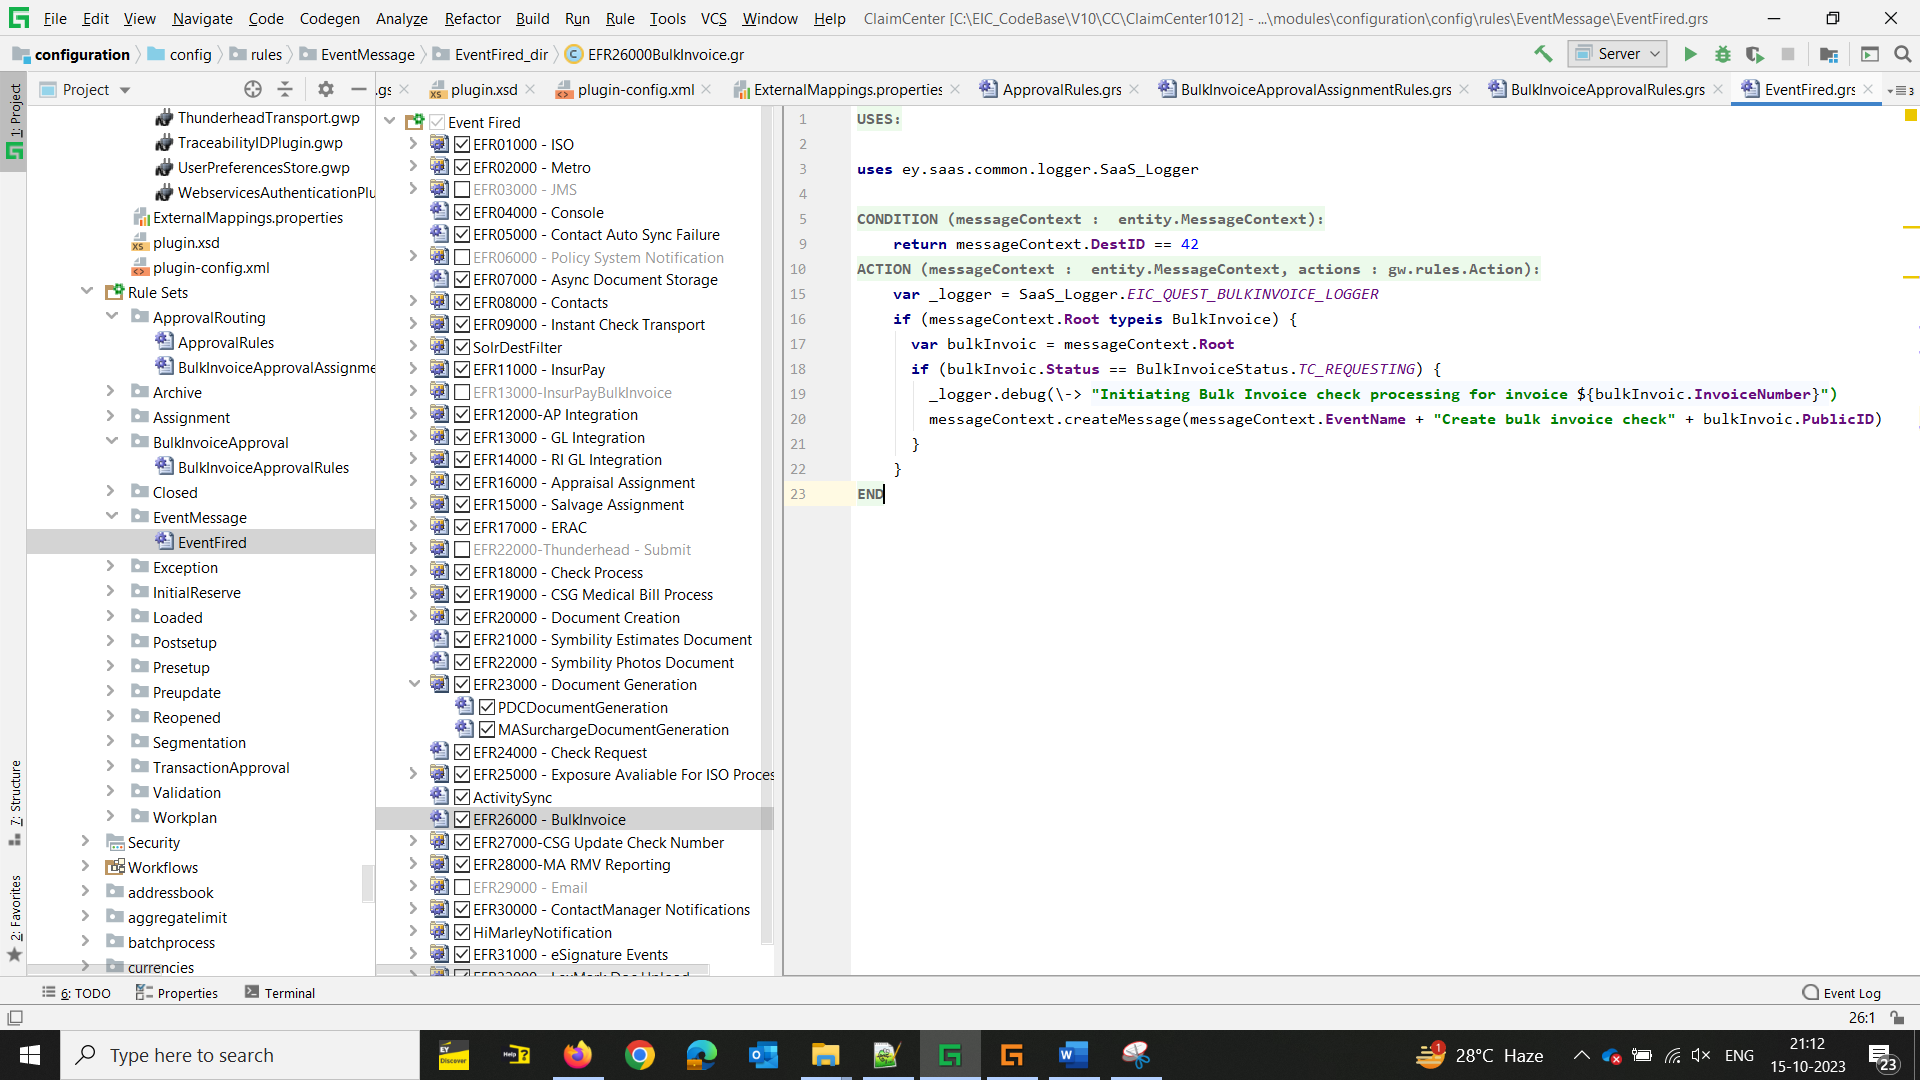 File Edit View Navigate Code Codegen Analyze Refactor Build Run Rule Tools VCS Window Help ClaimCenter [C:\EIC_CodeBase\V10\CC\ClaimCenter1012] - ...\modules\configuration\config\rules\EventMessage\EventFired.grs
configuration config rules EventMessage EventFired_dir EFR26000BulkInvoice.gr Server
Project .gs plugin.xsd plugin-config.xml ExternalMappings.properties ApprovalRules.grs BulkInvoiceApprovalAssignmentRules.grs BulkInvoiceApprovalRules.grs EventFired.grs 3
1: Project
7: Structure
2: Favorites
ThunderheadTransport.gwp
TraceabilityIDPlugin.gwp
UserPreferencesStore.gwp
WebservicesAuthenticationPlu
ExternalMappings.properties
plugin.xsd
plugin-config.xml
Rule Sets
ApprovalRouting
ApprovalRules
BulkInvoiceApprovalAssignme
Archive
Assignment
BulkInvoiceApproval
BulkInvoiceApprovalRules
Closed
EventMessage
EventFired
Exception
InitialReserve
Loaded
Postsetup
Presetup
Preupdate
Reopened
Segmentation
TransactionApproval
Validation
Workplan
Security
Workflows
addressbook
aggregatelimit
batchprocess
currencies
Event Fired
EFR01000 - ISO
EFR02000 - Metro
EFR03000 - JMS
EFR04000 - Console
EFR05000 - Contact Auto Sync Failure
EFR06000 - Policy System Notification
EFR07000 - Async Document Storage
EFR08000 - Contacts
EFR09000 - Instant Check Transport
SolrDestFilter
EFR11000 - InsurPay
EFR13000-InsurPayBulkInvoice
EFR12000-AP Integration
EFR13000 - GL Integration
EFR14000 - RI GL Integration
EFR16000 - Appraisal Assignment
EFR15000 - Salvage Assignment
EFR17000 - ERAC
EFR22000-Thunderhead - Submit
EFR18000 - Check Process
EFR19000 - CSG Medical Bill Process
EFR20000 - Document Creation
EFR21000 - Symbility Estimates Document
EFR22000 - Symbility Photos Document
EFR23000 - Document Generation
PDCDocumentGeneration
MASurchargeDocumentGeneration
EFR24000 - Check Request
EFR25000 - Exposure Avaliable For ISO Proces
ActivitySync
EFR26000 - BulkInvoice
EFR27000-CSG Update Check Number
EFR28000-MA RMV Reporting
EFR29000 - Email
EFR30000 - ContactManager Notifications
HiMarleyNotification
EFR31000 - eSignature Events
1 USES:
2
3 uses ey.saas.common.logger.SaaS_Logger
4
5 CONDITION (messageContext : entity.MessageContext):
9 return messageContext.DestID == 42
10 ACTION (messageContext : entity.MessageContext, actions : gw.rules.Action):
15 var _logger = SaaS_Logger.EIC_QUEST_BULKINVOICE_LOGGER
16 if (messageContext.Root typeis BulkInvoice) {
17 var bulkInvoic = messageContext.Root
18 if (bulkInvoic.Status == BulkInvoiceStatus.TC_REQUESTING) {
19 _logger.debug(\-> "Initiating Bulk Invoice check processing for invoice ${bulkInvoic.InvoiceNumber}")
20 messageContext.createMessage(messageContext.EventName + "Create bulk invoice check" + bulkInvoic.PublicID)
21 }
22 }
23 END
6: TODO Properties Terminal Event Log
26:1
Type here to search
EY Discover
Help ?
1
28°C Haze
ENG
21:12
15-10-2023
23